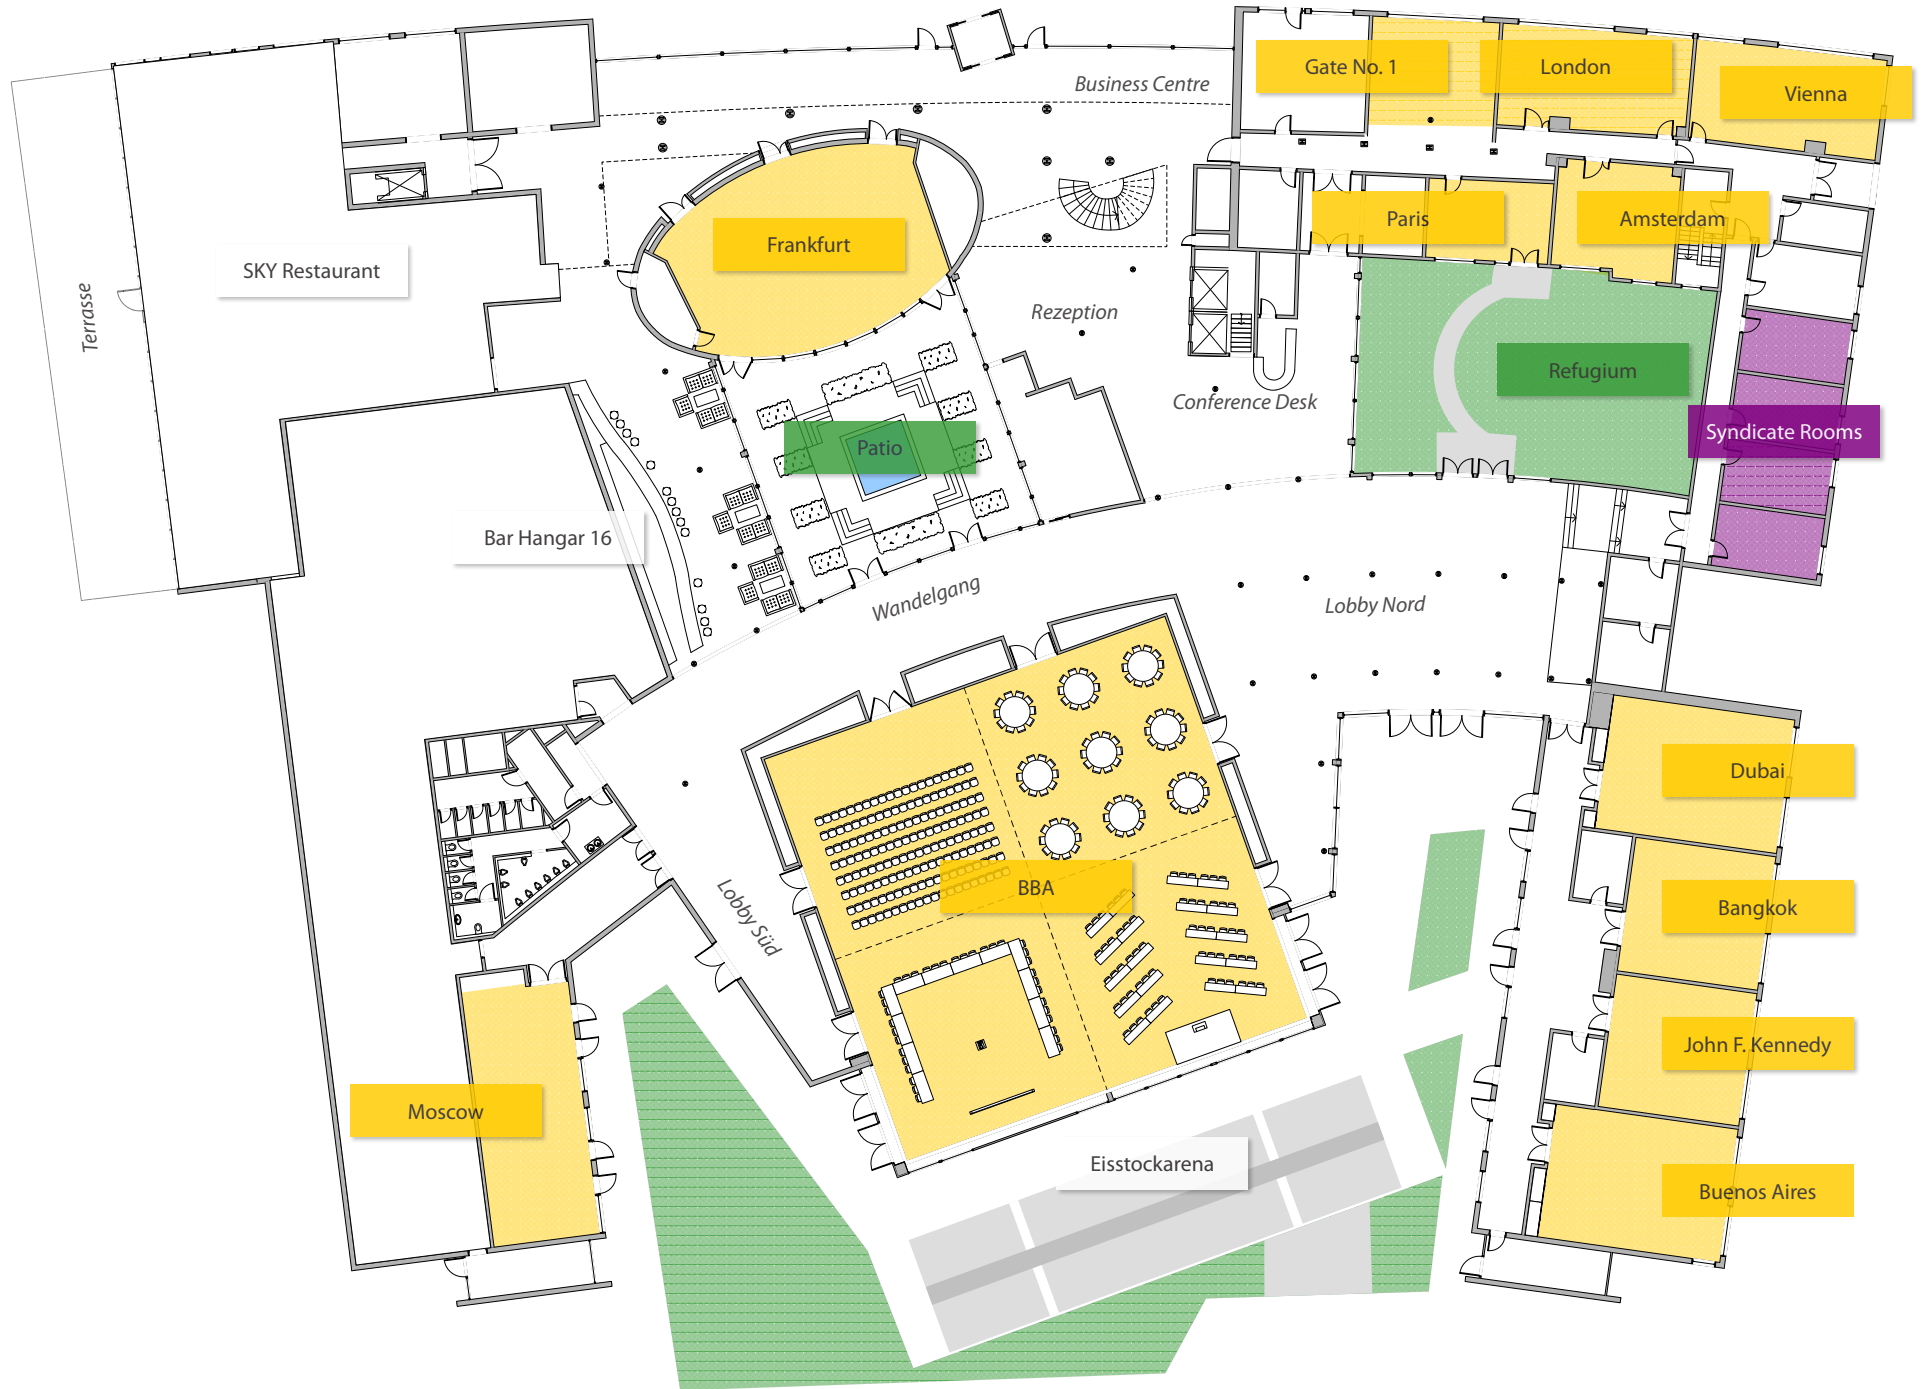 Gate No. 1
London
Vienna
Business Centre
Paris
Amsterdam
Frankfurt
SKY Restaurant
Terrasse
Rezeption
Refugium
Conference Desk
Syndicate Rooms
Patio
Bar Hangar 16
Wandelgang
Lobby Nord
Dubai
BBA
Bangkok
Lobby Süd
John F. Kennedy
Moscow
Eisstockarena
Buenos Aires